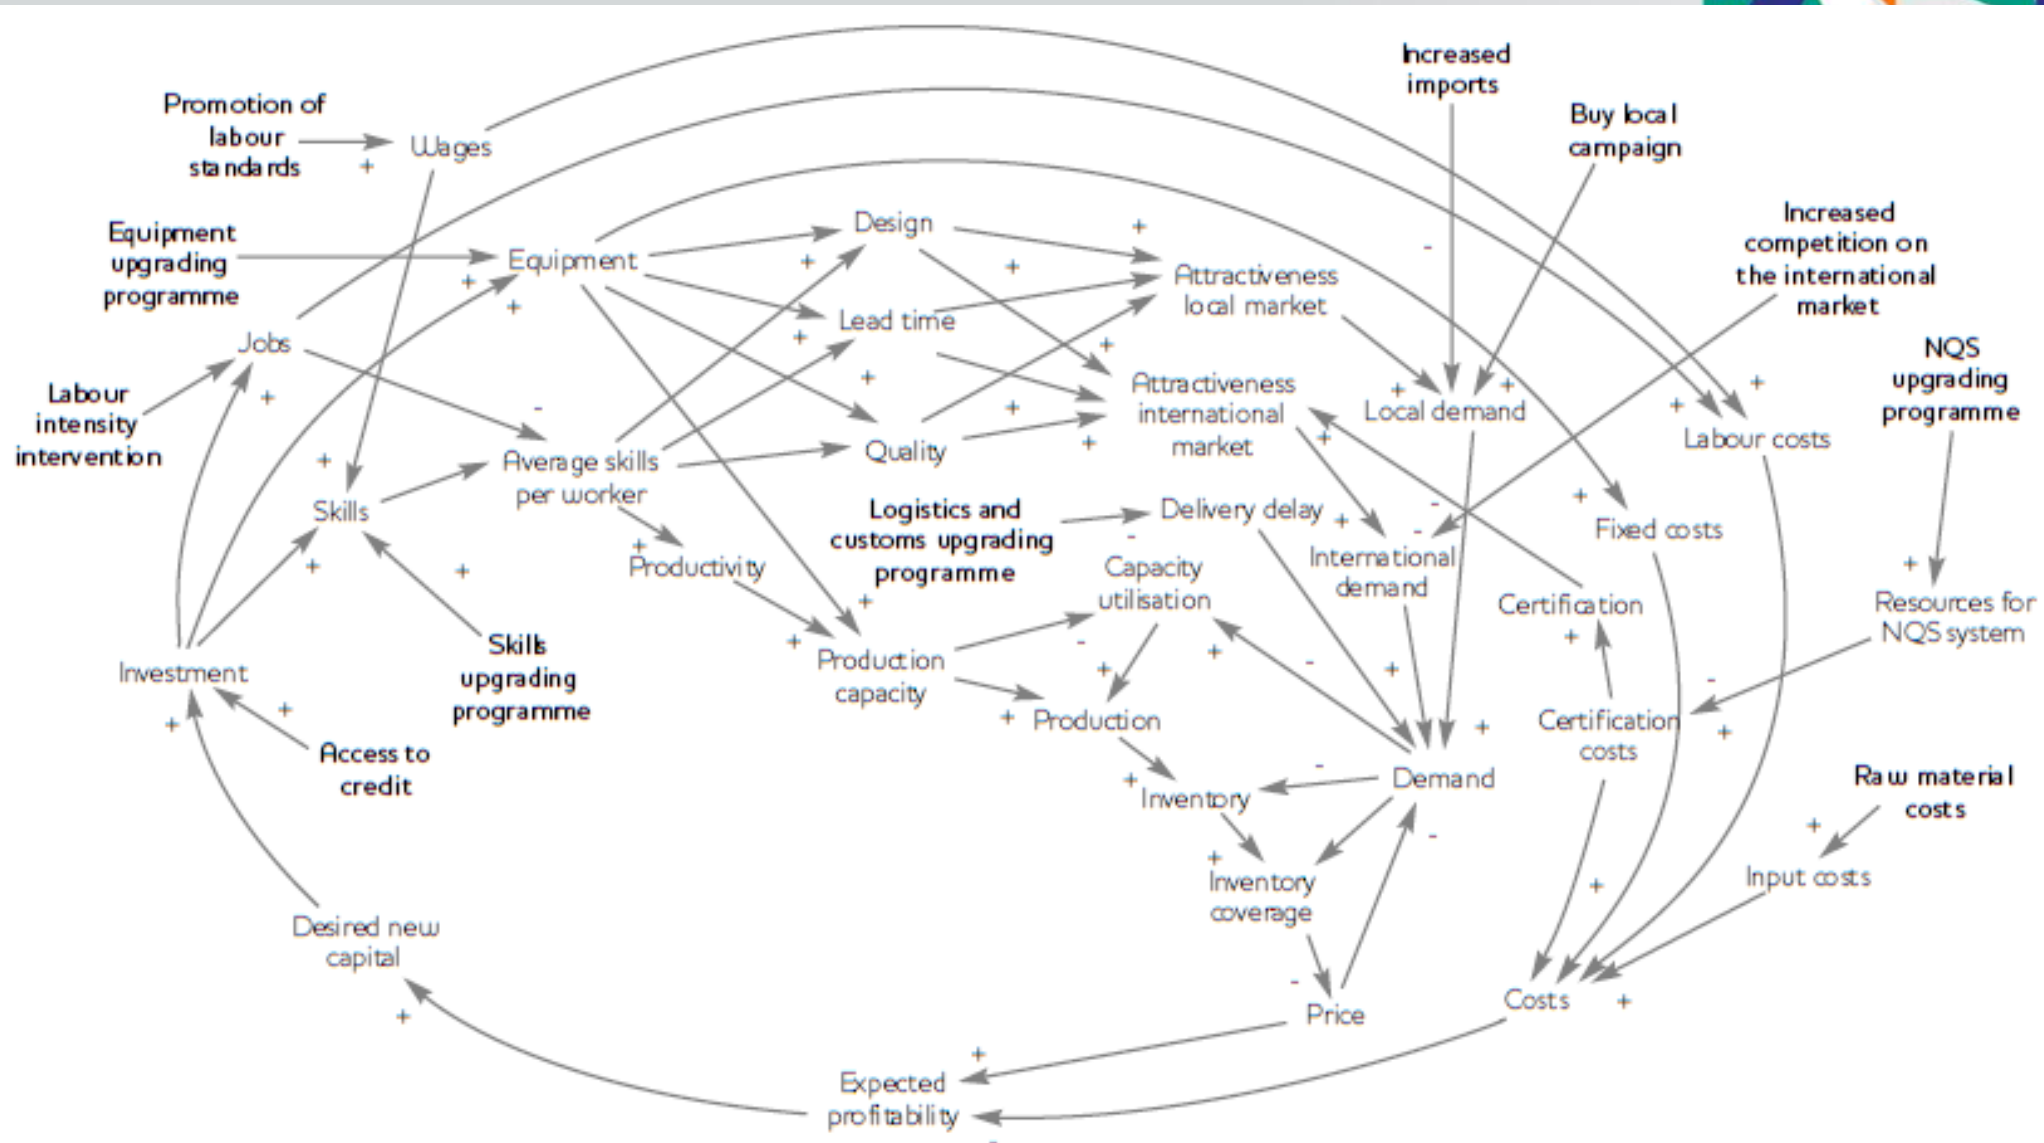 Increased
imports
Promotion of
labour
standards
+
Wages
Buy local
campaign
Equipment
upgrading
programme
+
Equipment
+
Design
+
+
+
-
Attractiveness
local market
Increased
competition on
the international
market
Jobs
+
Lead time
+
+
NQS
upgrading
programme
Labour
intensity
intervention
-
+
Attractiveness
international
market
+
+
+
Local demand
+
+
+
Labour costs
+
Skills
Average skills
per worker
Quality
+
+
Logistics and
customs upgrading
programme
Delivery delay
-
+
-
-
International
demand
+
Fixed costs
+
Productivity
Capacity
utilisation
Certification
+
+
Resources for
NQS system
+
+
+
Skills
upgrading
programme
+
Production
capacity
-
+
+
-
+
Investment
+
+
Access to
credit
+
Production
+
Certification
costs
-
+
+
Inventory
-
Demand
-
Raw material
costs
+
+
Inventory
coverage
Input costs
+
Desired new
capital
+
-
Price
Costs
+
+
Expected
profitability
-